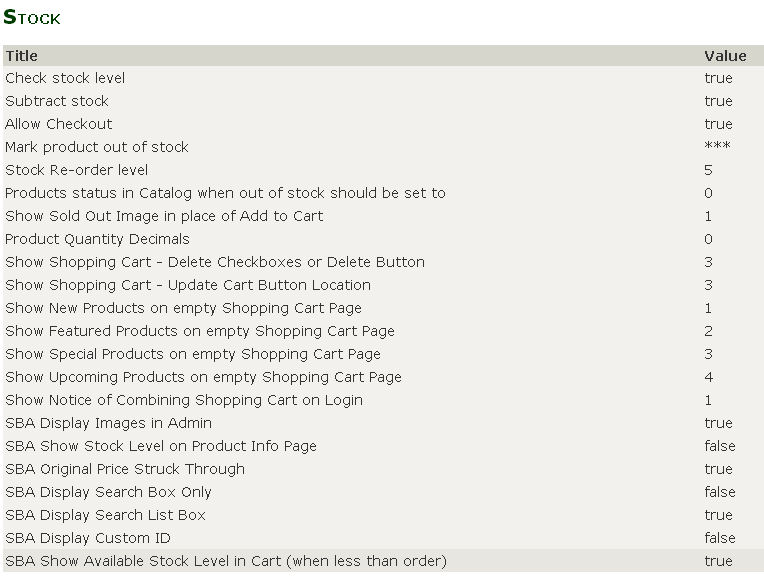 Stock
Title Value
Check stock level true
Subtract stock true
Allow Checkout true
Mark product out of stock ***
Stock Re-order level 5
Products status in Catalog when out of stock should be set to 0
Show Sold Out Image in place of Add to Cart 1
Product Quantity Decimals 0
Show Shopping Cart - Delete Checkboxes or Delete Button 3
Show Shopping Cart - Update Cart Button Location 3
Show New Products on empty Shopping Cart Page 1
Show Featured Products on empty Shopping Cart Page 2
Show Special Products on empty Shopping Cart Page 3
Show Upcoming Products on empty Shopping Cart Page 4
Show Notice of Combining Shopping Cart on Login 1
SBA Display Images in Admin true
SBA Show Stock Level on Product Info Page false
SBA Original Price Struck Through true
SBA Display Search Box Only false
SBA Display Search List Box true
SBA Display Custom ID false
SBA Show Available Stock Level in Cart (when less than order) true